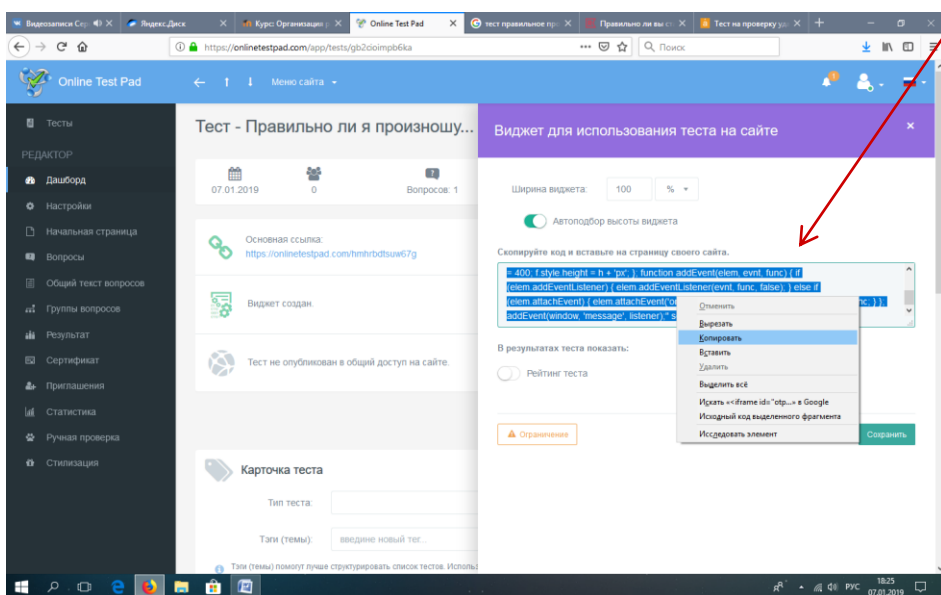 Видеозаписи Сер
Яндекс.Диск
Курс: Организация р
Online Test Pad
тест правильное про
Правильно ли вы ст
Тест на проверку уд
https://onlinetestpad.com/app/tests/gb2cioimpb6ka
Поиск
Online Test Pad
Меню сайта
Тесты
РЕДАКТОР
Дашборд
Настройки
Начальная страница
Вопросы
Общий текст вопросов
Группы вопросов
Результат
Сертификат
Приглашения
Статистика
Ручная проверка
Стилизация
Тест - Правильно ли я произношу...
07.01.2019
0
Вопросов: 1
Основная ссылка:
https://onlinetestpad.com/hmhrbdtsuw67g
Виджет создан.
Тест не опубликован в общий доступ на сайте.
Карточка теста
Тип теста:
Тэги (темы):
введите новый тег...
Тэги (темы) помогут лучше структурировать список тестов. Исполь
Виджет для использования теста на сайте
×
Ширина виджета: 100 %
Автоподбор высоты виджета
Скопируйте код и вставьте на страницу своего сайта.
= 400; f.style.height = h + 'px'; }; function addEvent(elem, evnt, func) { if
(elem.addEventListener) { elem.addEventListener(evnt, func, false); } else if
(elem.attachEvent) { elem.attachEvent('o nc; } };
addEvent(window, 'message', listener);" s
В результатах теста показать:
Рейтинг теста
Ограничения
Сохранить
Отменить
Вырезать
Копировать
Вставить
Удалить
Выделить всё
Искать «<iframe id="otp...» в Google
Исходный код выделенного фрагмента
Исследовать элемент
РУС
18:25
07.01.2019